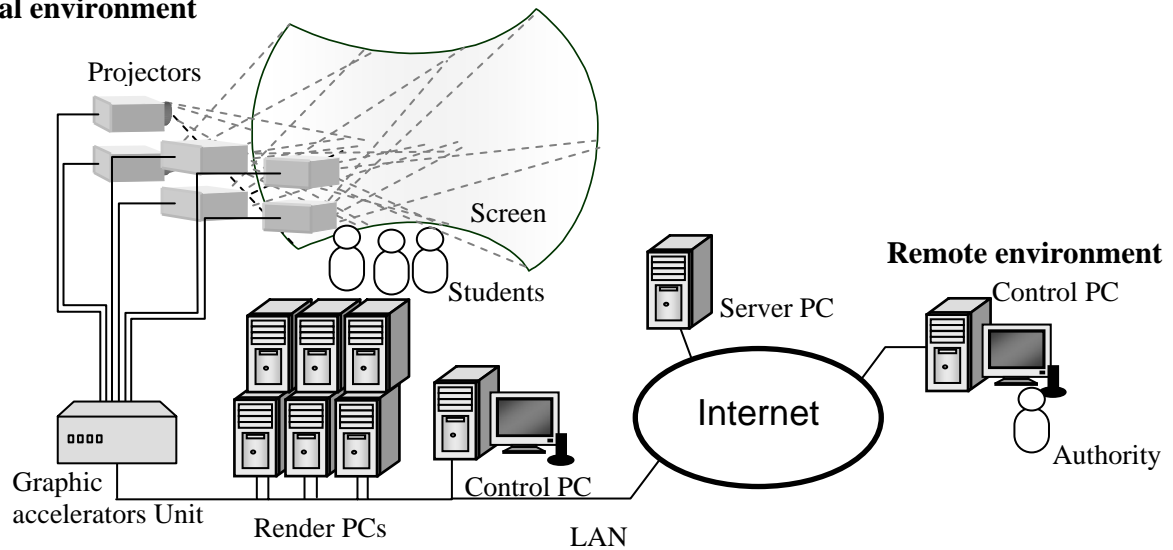 al environment
Projectors
Screen
Students
Remote environment
Control PC
Server PC
Internet
Authority
Graphic
accelerators Unit
Render PCs
Control PC
LAN